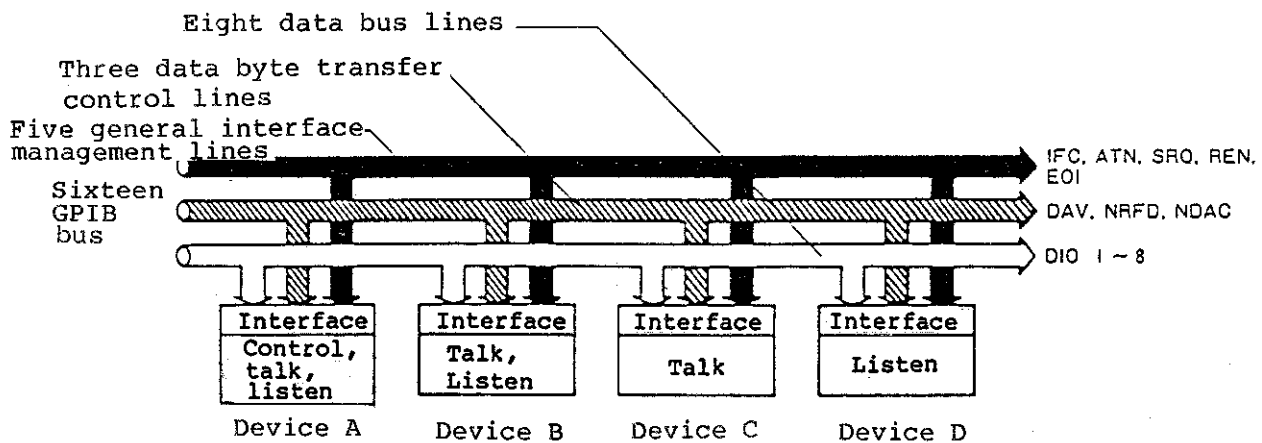 Eight data bus lines
Three data byte transfer
control lines
Five general interface-
management lines
Sixteen
GPIB
bus
IFC, ATN, SRQ, REN,
EOI
DAV, NRFD, NDAC
DIO 1 ~ 8
Interface
Control,
talk,
listen
Device A
Interface
Talk,
Listen
Device B
Interface
Talk
Device C
Interface
Listen
Device D